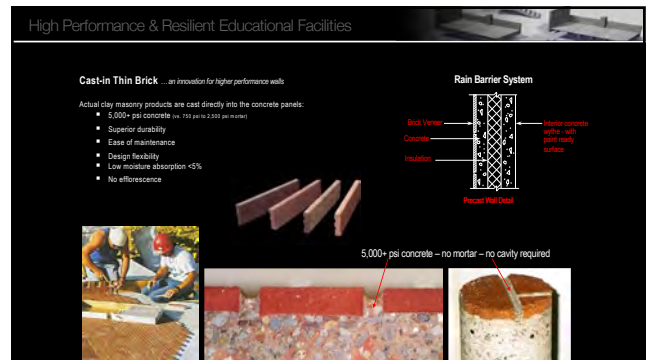 High Performance & Resilient Educational Facilities
Cast-in Thin Brick ... an innovation for higher performance walls
Actual clay masonry products are cast directly into the concrete panels:
▪ 5,000+ psi concrete (vs. 750 psi to 2,500 psi mortar)
▪ Superior durability
▪ Ease of maintenance
▪ Design flexibility
▪ Low moisture absorption <5%
▪ No efflorescence
Rain Barrier System
Brick Veneer
Concrete
Insulation
Interior concrete
wythe - with
paint ready
surface
Precast Wall Detail
5,000+ psi concrete – no mortar – no cavity required